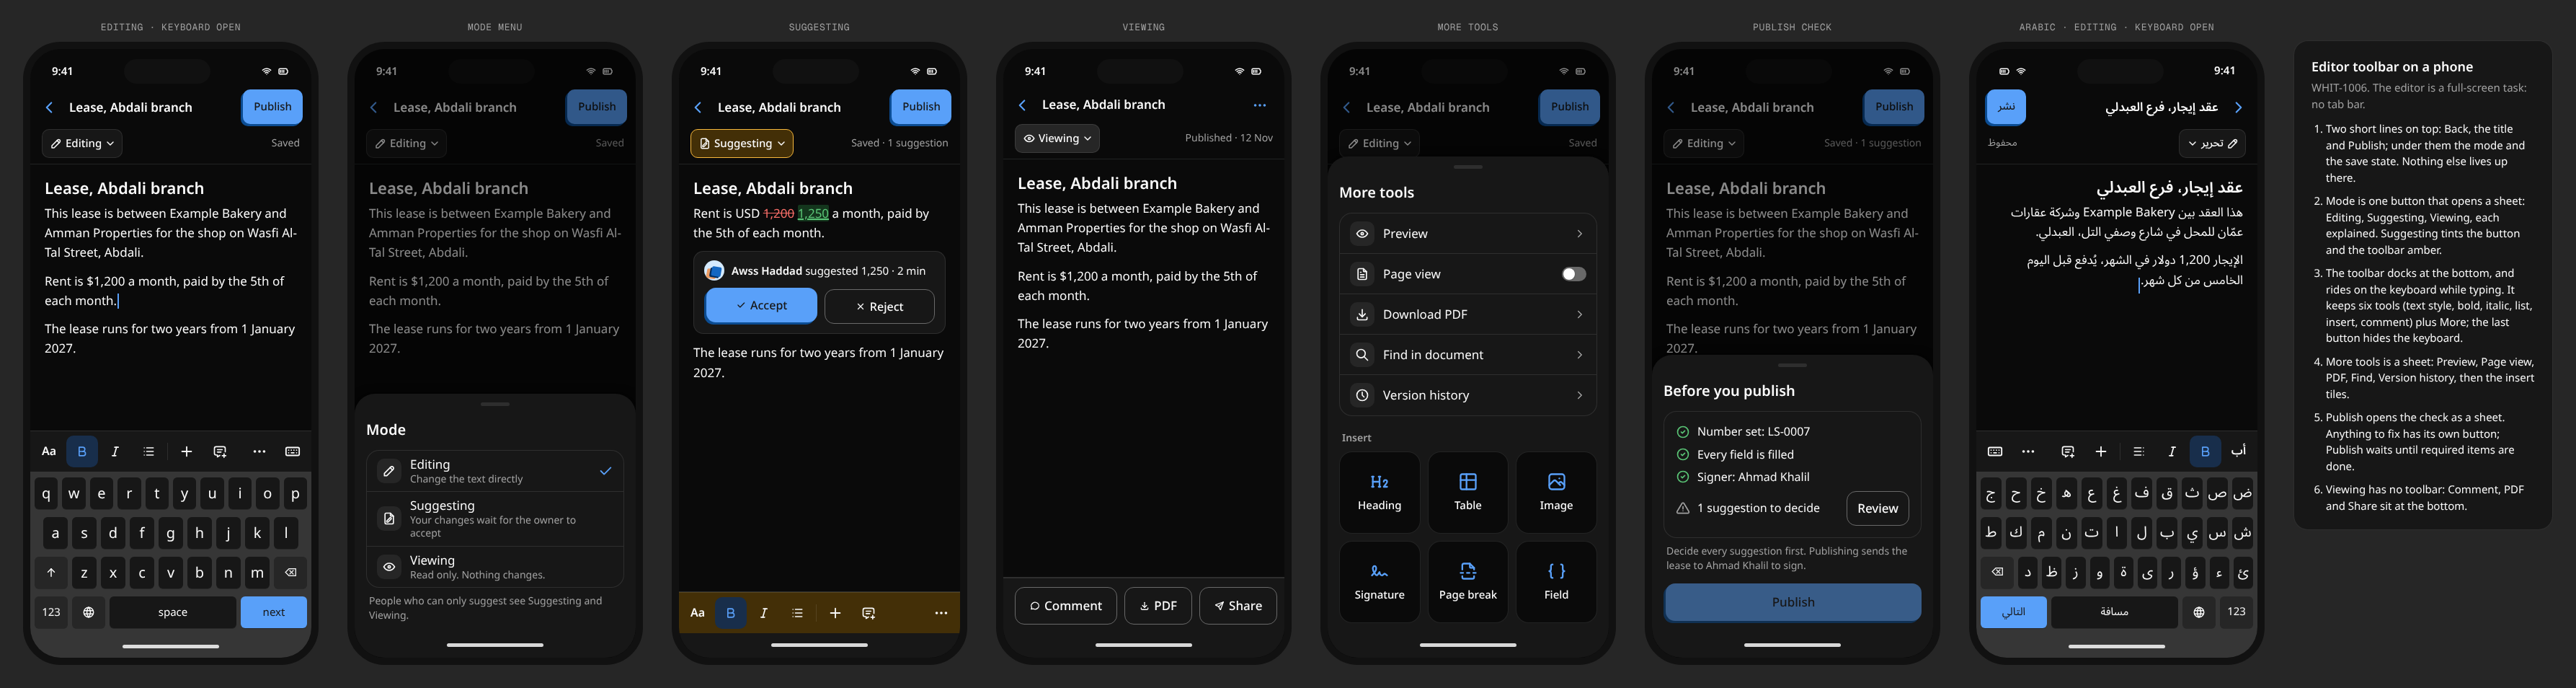 EDITING · KEYBOARD OPEN
9:41
Lease, Abdali branch
Publish
Editing
Saved
Lease, Abdali branch
This lease is between Example Bakery and
Amman Properties for the shop on Wasfi Al-
Tal Street, Abdali.
Rent is $1,200 a month, paid by the 5th of
each month.
The lease runs for two years from 1 January
2027.
Aa B I
q w e r t y u i o p
a s d f g h j k l
z x c v b n m
123 space next
MODE MENU
9:41
Lease, Abdali branch
Publish
Editing
Saved
Lease, Abdali branch
This lease is between Example Bakery and
Amman Properties for the shop on Wasfi Al-
Tal Street, Abdali.
Rent is $1,200 a month, paid by the 5th of
each month.
The lease runs for two years from 1 January
2027.
Mode
Editing
Change the text directly
Suggesting
Your changes wait for the owner to
accept
Viewing
Read only. Nothing changes.
People who can only suggest see Suggesting and
Viewing.
SUGGESTING
9:41
Lease, Abdali branch
Publish
Suggesting
Saved · 1 suggestion
Lease, Abdali branch
Rent is USD 1,200 1,250 a month, paid by
the 5th of each month.
Awss Haddad suggested 1,250 · 2 min
Accept
Reject
The lease runs for two years from 1 January
2027.
Aa B I
VIEWING
9:41
Lease, Abdali branch
Viewing
Published · 12 Nov
Lease, Abdali branch
This lease is between Example Bakery and
Amman Properties for the shop on Wasfi Al-
Tal Street, Abdali.
Rent is $1,200 a month, paid by the 5th of
each month.
The lease runs for two years from 1 January
2027.
Comment
PDF
Share
MORE TOOLS
9:41
Lease, Abdali branch
Publish
Editing
Saved
More tools
Preview
Page view
Download PDF
Find in document
Version history
Insert
H2
Heading
Table
Image
Signature
Page break
Field
PUBLISH CHECK
9:41
Lease, Abdali branch
Publish
Editing
Saved · 1 suggestion
Lease, Abdali branch
This lease is between Example Bakery and
Amman Properties for the shop on Wasfi Al-
Tal Street, Abdali.
Rent is $1,200 a month, paid by the 5th of
each month.
The lease runs for two years from 1 January
2027.
Before you publish
Number set: LS-0007
Every field is filled
Signer: Ahmad Khalil
1 suggestion to decide
Review
Decide every suggestion first. Publishing sends the
lease to Ahmad Khalil to sign.
Publish
ARABIC · EDITING · KEYBOARD OPEN
9:41
عقد إيجار، فرع العبدلي
نشر
تحرير
محفوظ
عقد إيجار، فرع العبدلي
هذا العقد بين Example Bakery وشركة عقارات
عمّان للمحل في شارع وصفي التل، العبدلي.
الإيجار 1,200 دولار في الشهر، يُدفع قبل اليوم
الخامس من كل شهر.
أب B I
ض ص ث ق ف غ ع ه خ ح ج
ش س ي ب ل ا ت ن م ك ط
ئ ء ؤ ر ى ة و ز ظ د
123 مسافة التالي
Editor toolbar on a phone
WHIT-1006. The editor is a full-screen task:
no tab bar.
1. Two short lines on top: Back, the title
and Publish; under them the mode and
the save state. Nothing else lives up
there.
2. Mode is one button that opens a sheet:
Editing, Suggesting, Viewing, each
explained. Suggesting tints the button
and the toolbar amber.
3. The toolbar docks at the bottom, and
rides on the keyboard while typing. It
keeps six tools (text style, bold, italic, list,
insert, comment) plus More; the last
button hides the keyboard.
4. More tools is a sheet: Preview, Page view,
PDF, Find, Version history, then the insert
tiles.
5. Publish opens the check as a sheet.
Anything to fix has its own button;
Publish waits until required items are
done.
6. Viewing has no toolbar: Comment, PDF
and Share sit at the bottom.